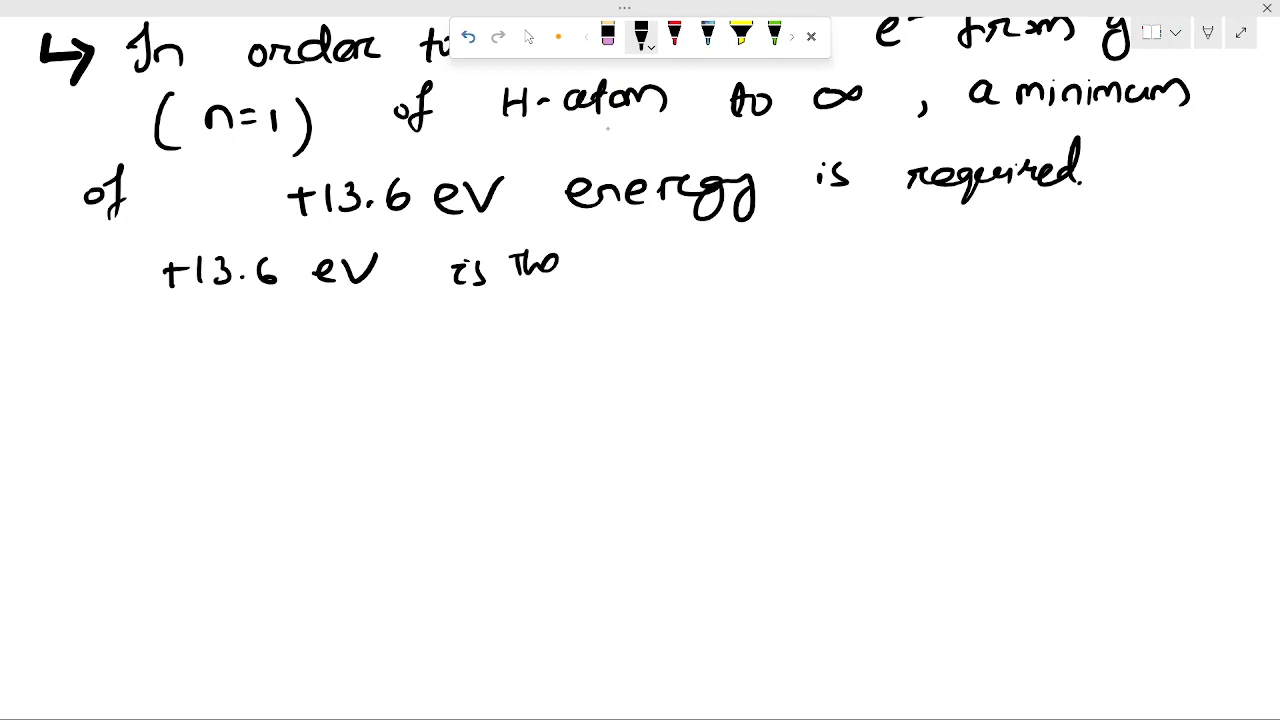 ↳ In order to e⁻ from
(n=1) of H-atom to ∞, a minimum
of +13.6 eV energy is required.
+13.6 eV is the